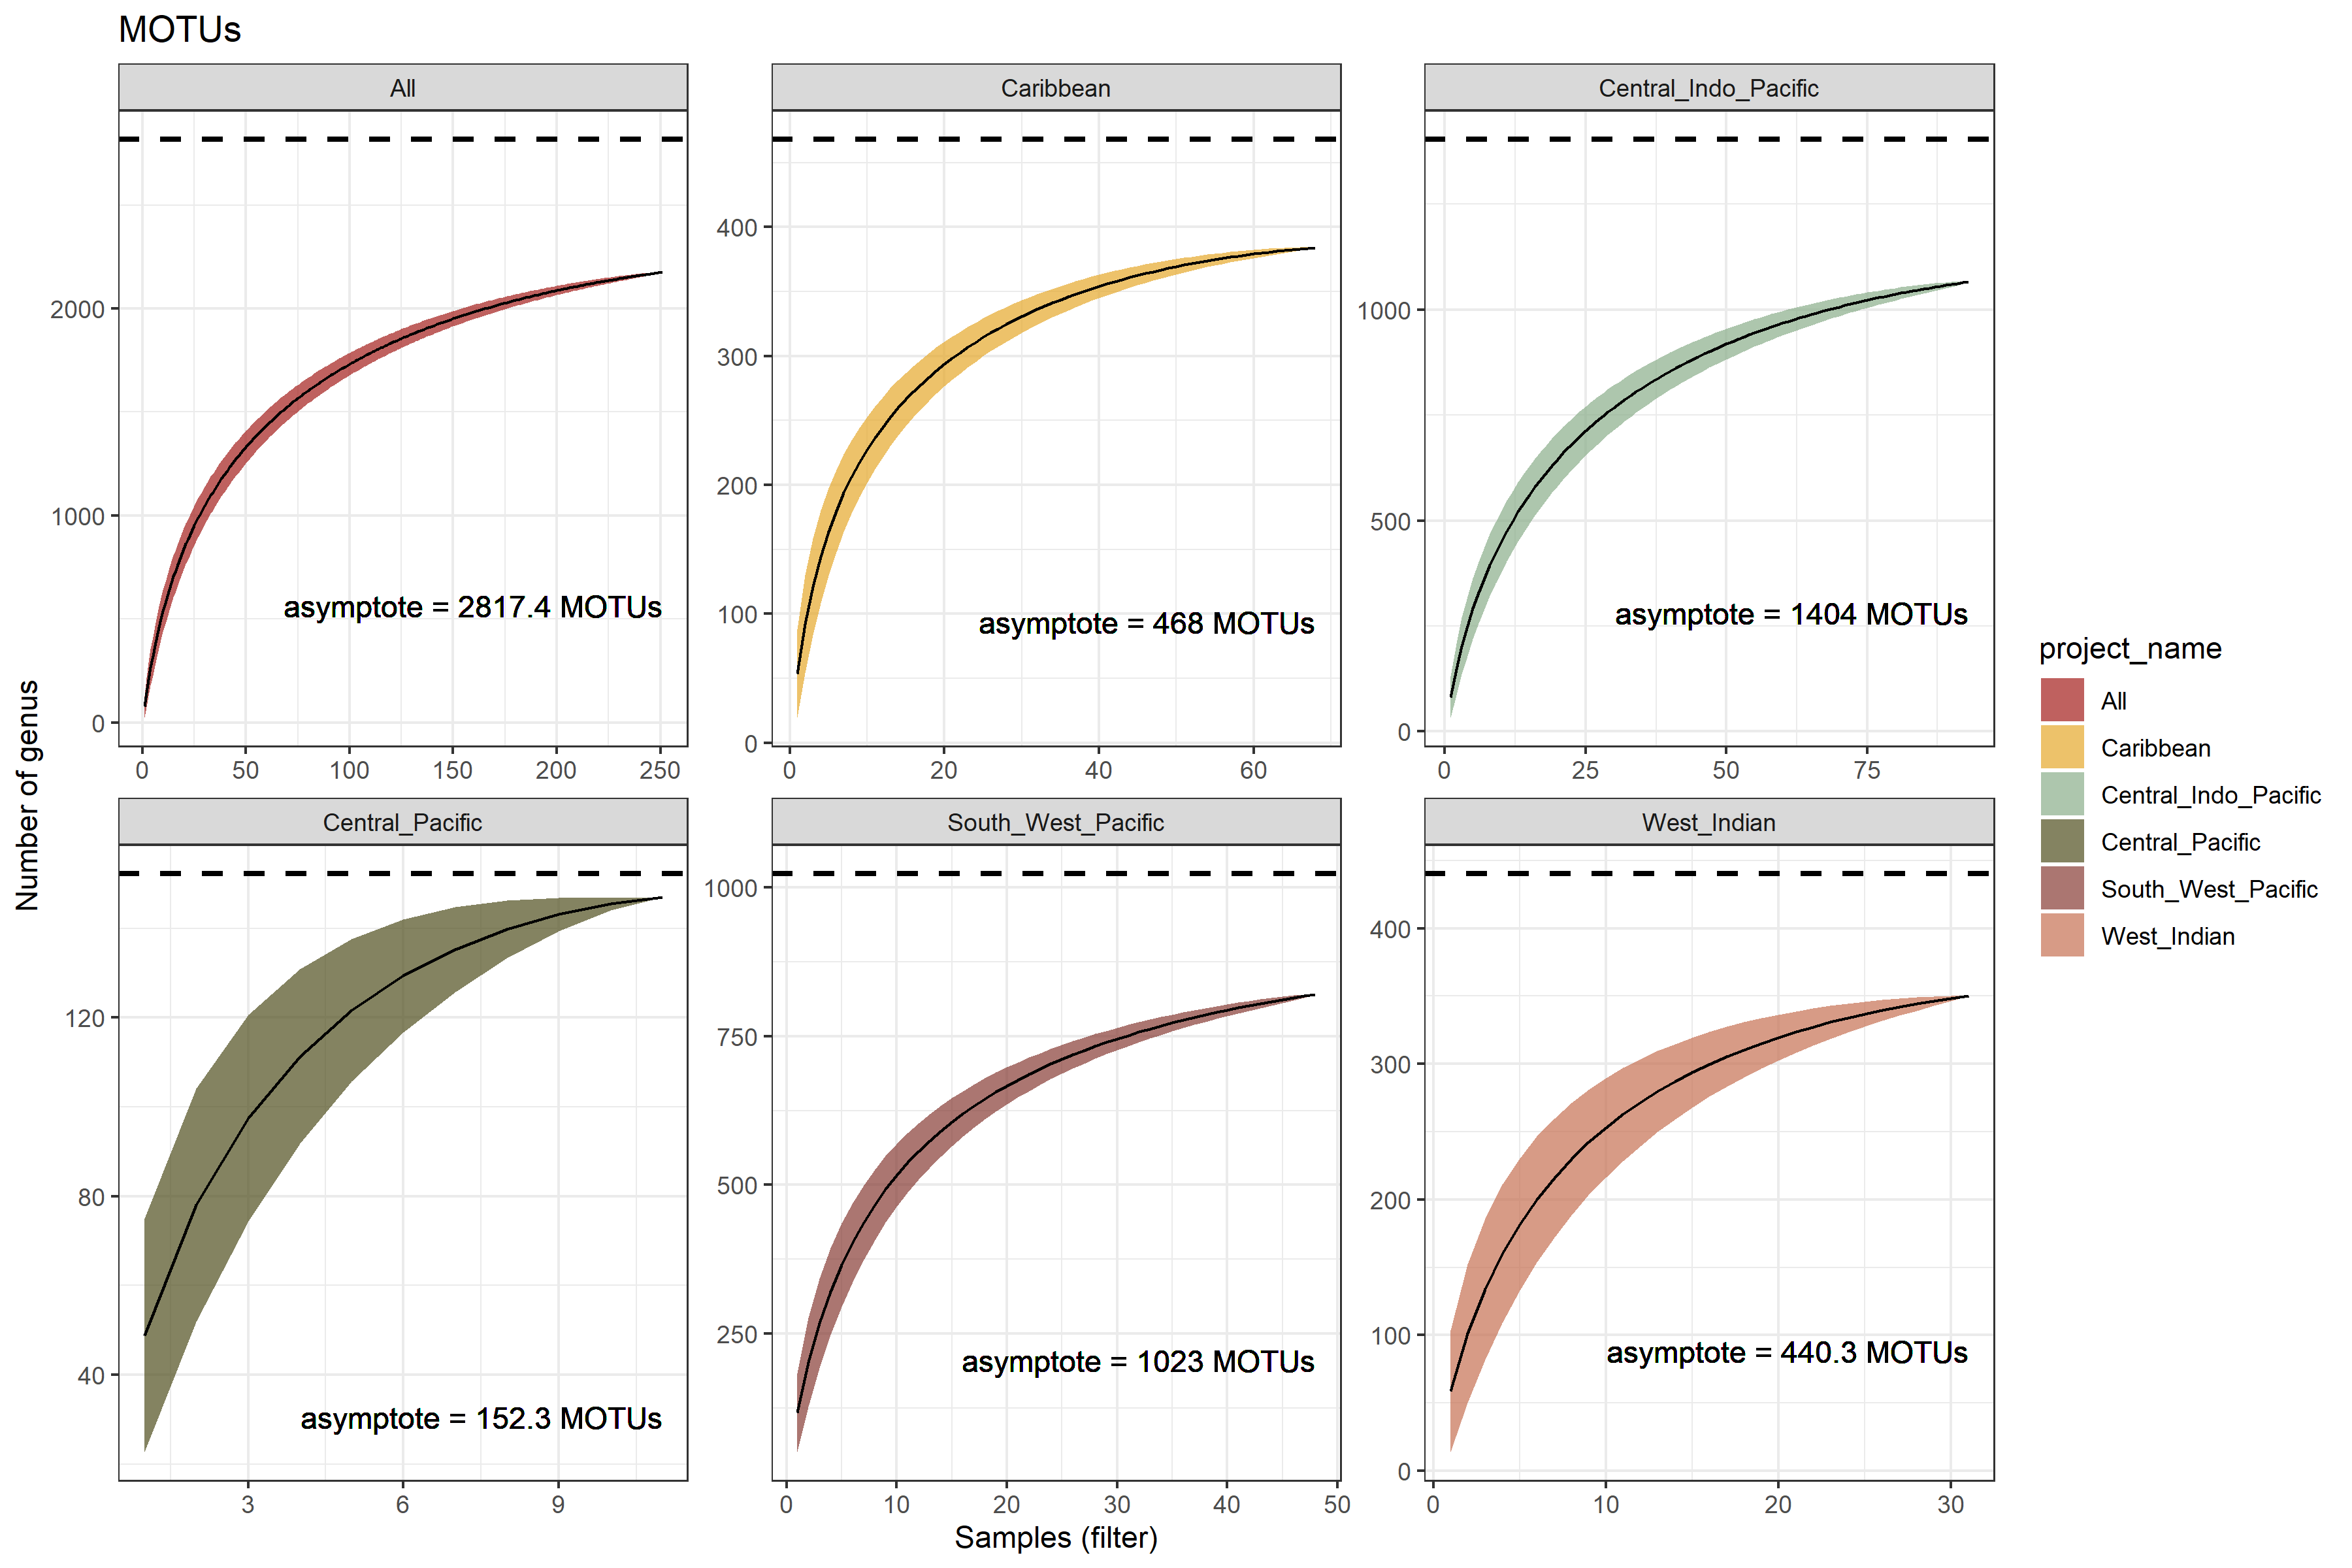 MOTUs
All
Caribbean
Central_Indo_Pacific
2000
1000
0
400
300
200
100
0
1000
500
0
asymptote = 2817.4 MOTUs
asymptote = 468 MOTUs
asymptote = 1404 MOTUs
0 50 100 150 200 250
0 20 40 60
0 25 50 75
Central_Pacific
South_West_Pacific
West_Indian
120
80
40
1000
750
500
250
400
300
200
100
0
asymptote = 152.3 MOTUs
asymptote = 1023 MOTUs
asymptote = 440.3 MOTUs
3 6 9
0 10 20 30 40 50
0 10 20 30
Number of genus
Samples (filter)
project_name
All
Caribbean
Central_Indo_Pacific
Central_Pacific
South_West_Pacific
West_Indian